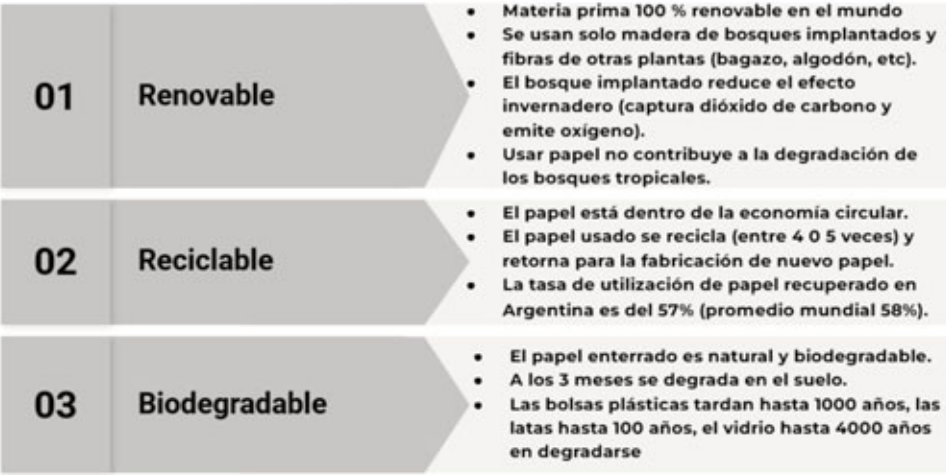 01
Renovable
• Materia prima 100 % renovable en el mundo
• Se usan solo madera de bosques implantados y
fibras de otras plantas (bagazo, algodón, etc).
• El bosque implantado reduce el efecto
invernadero (captura dióxido de carbono y
emite oxígeno).
• Usar papel no contribuye a la degradación de
los bosques tropicales.
02
Reciclable
• El papel está dentro de la economía circular.
• El papel usado se recicla (entre 4 0 5 veces) y
retorna para la fabricación de nuevo papel.
• La tasa de utilización de papel recuperado en
Argentina es del 57% (promedio mundial 58%).
03
Biodegradable
• El papel enterrado es natural y biodegradable.
• A los 3 meses se degrada en el suelo.
• Las bolsas plásticas tardan hasta 1000 años, las
latas hasta 100 años, el vidrio hasta 4000 años
en degradarse